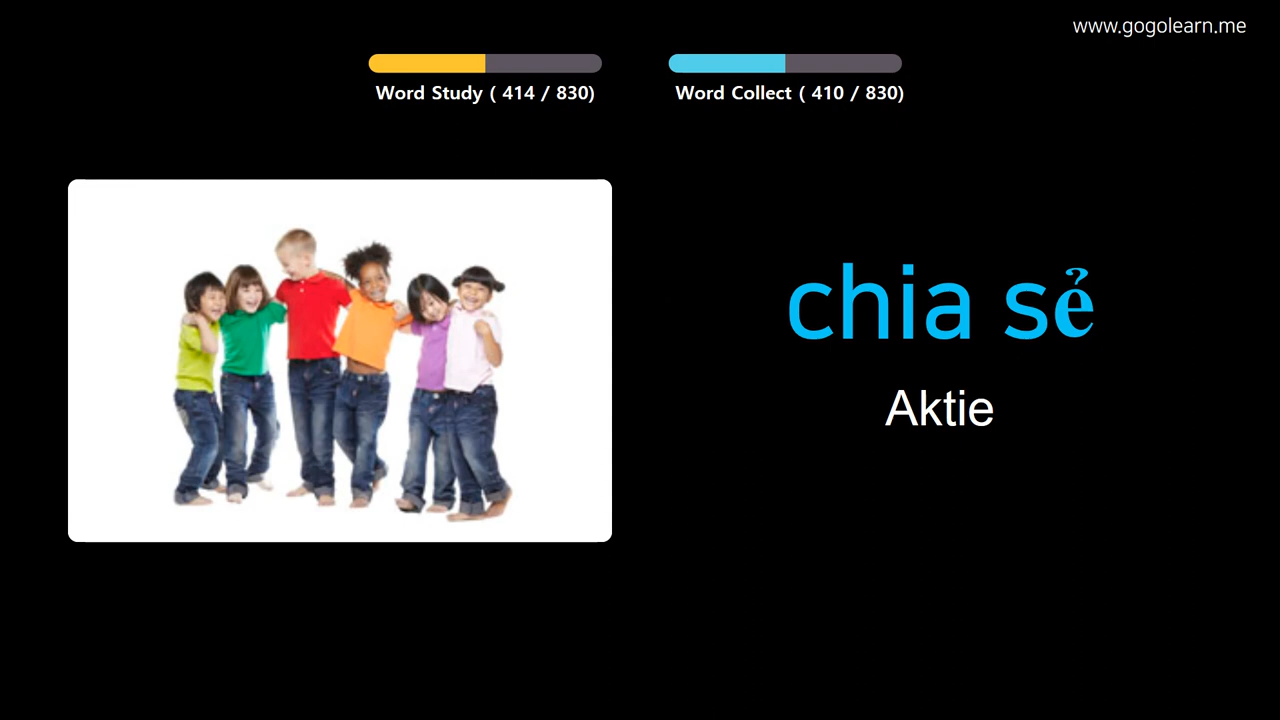 www.gogolearn.me
Word Study ( 414 / 830)
Word Collect ( 410 / 830)
chia sẻ
Aktie